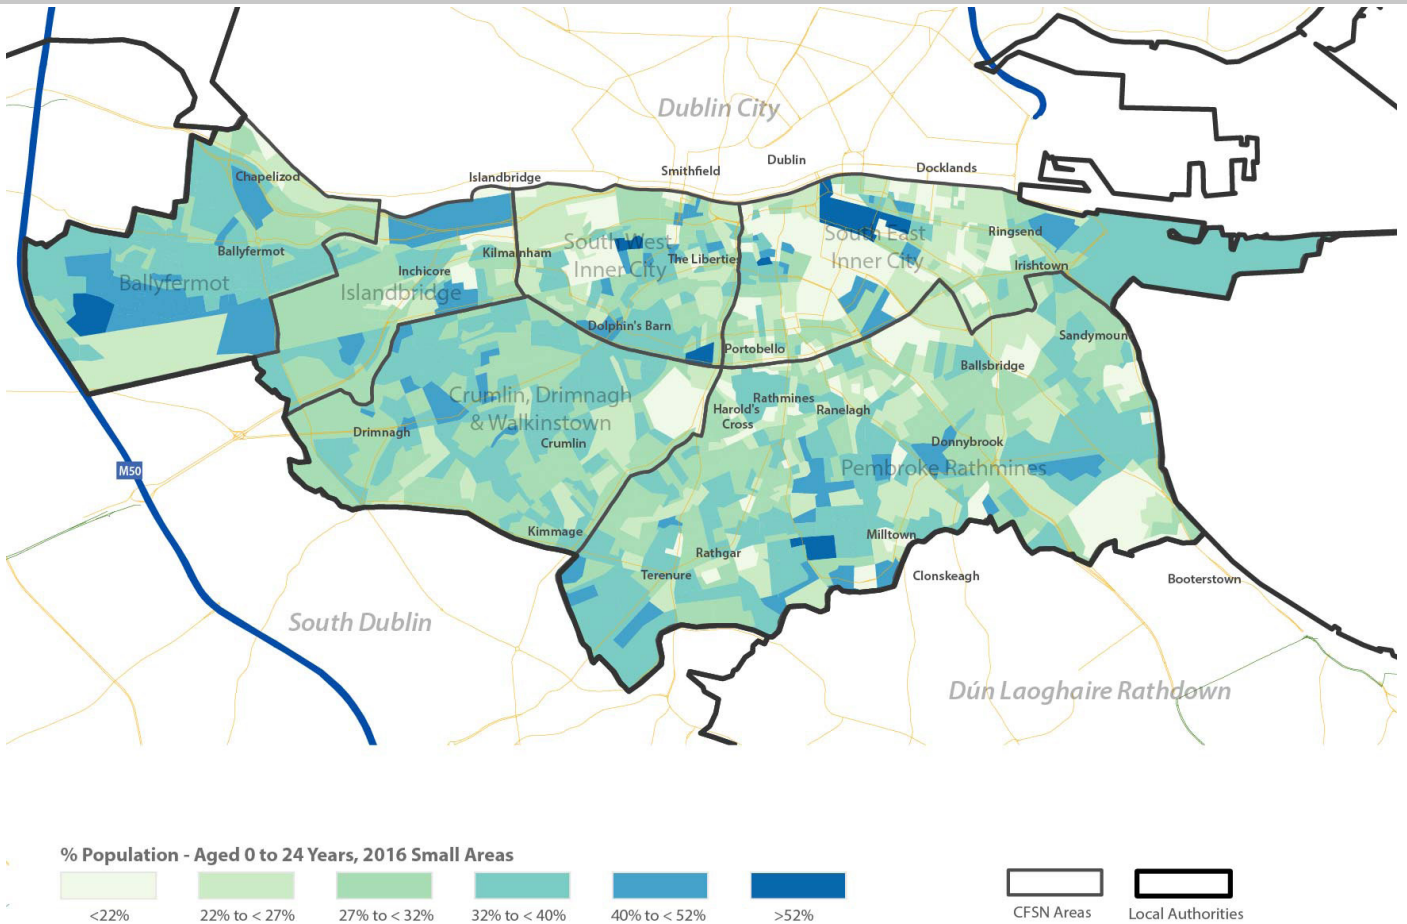 Dublin City
Dublin
Smithfield
Docklands
Islandbridge
Chapelizod
Ringsend
South West
Inner City
South East
Inner City
Ballyfermot
Kilmainham
The Liberties
Irishtown
Inchicore
Ballyfermot
Islandbridge
Dolphin's Barn
Sandymount
Portobello
Ballsbridge
Crumlin, Drimnagh
& Walkinstown
Rathmines
Harold's
Cross
Ranelagh
Drimnagh
Crumlin
Donnybrook
Pembroke Rathmines
M50
Kimmage
Milltown
Rathgar
Terenure
Clonskeagh
Booterstown
South Dublin
Dún Laoghaire Rathdown
% Population - Aged 0 to 24 Years, 2016 Small Areas
<22%
22% to < 27%
27% to < 32%
32% to < 40%
40% to < 52%
>52%
CFSN Areas
Local Authorities